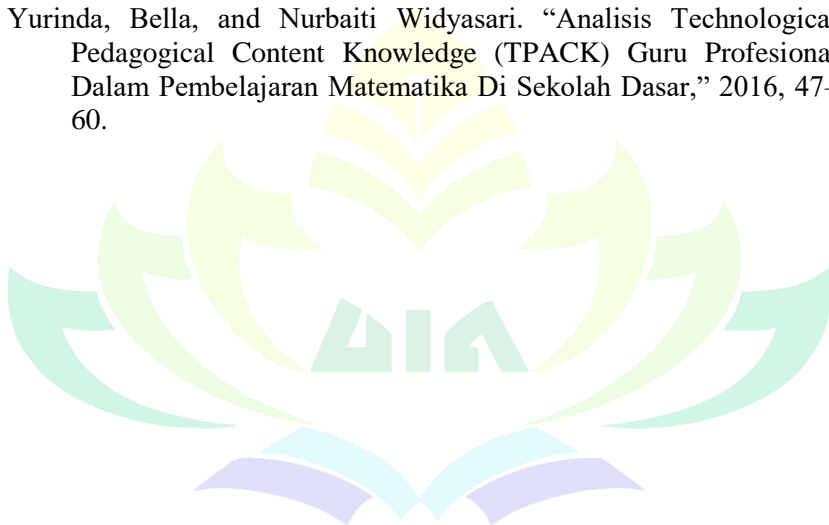 Yurinda, Bella, and Nurbaiti Widyasari. “Analisis Technologica
Pedagogical Content Knowledge (TPACK) Guru Profesiona
Dalam Pembelajaran Matematika Di Sekolah Dasar,” 2016, 47–
60.
UIN